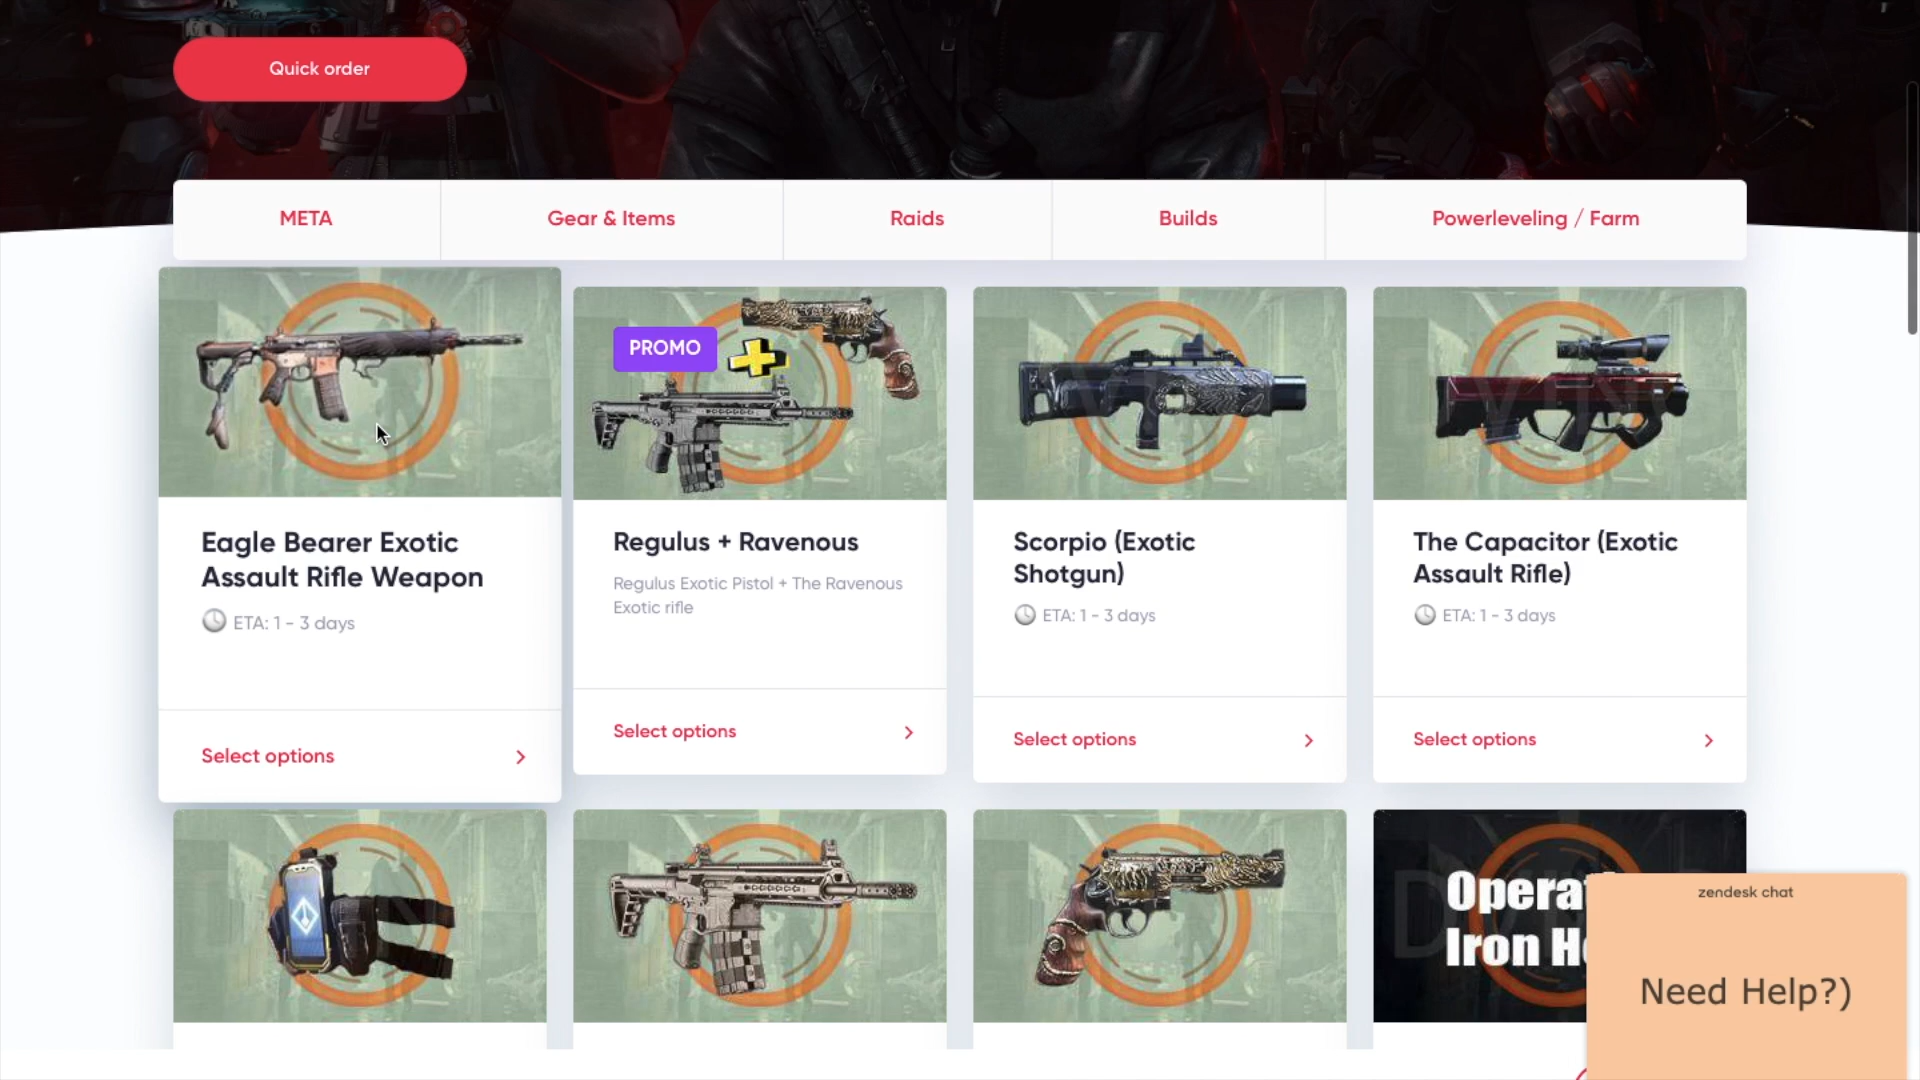 Quick order
META
Gear & Items
Raids
Builds
Powerleveling / Farm
PROMO
Eagle Bearer Exotic
Assault Rifle Weapon
ETA: 1 - 3 days
Select options
Regulus + Ravenous
Regulus Exotic Pistol + The Ravenous
Exotic rifle
Select options
Scorpio (Exotic
Shotgun)
ETA: 1 - 3 days
Select options
The Capacitor (Exotic
Assault Rifle)
ETA: 1 - 3 days
Select options
Opera
Iron H
zendesk chat
Need Help?)